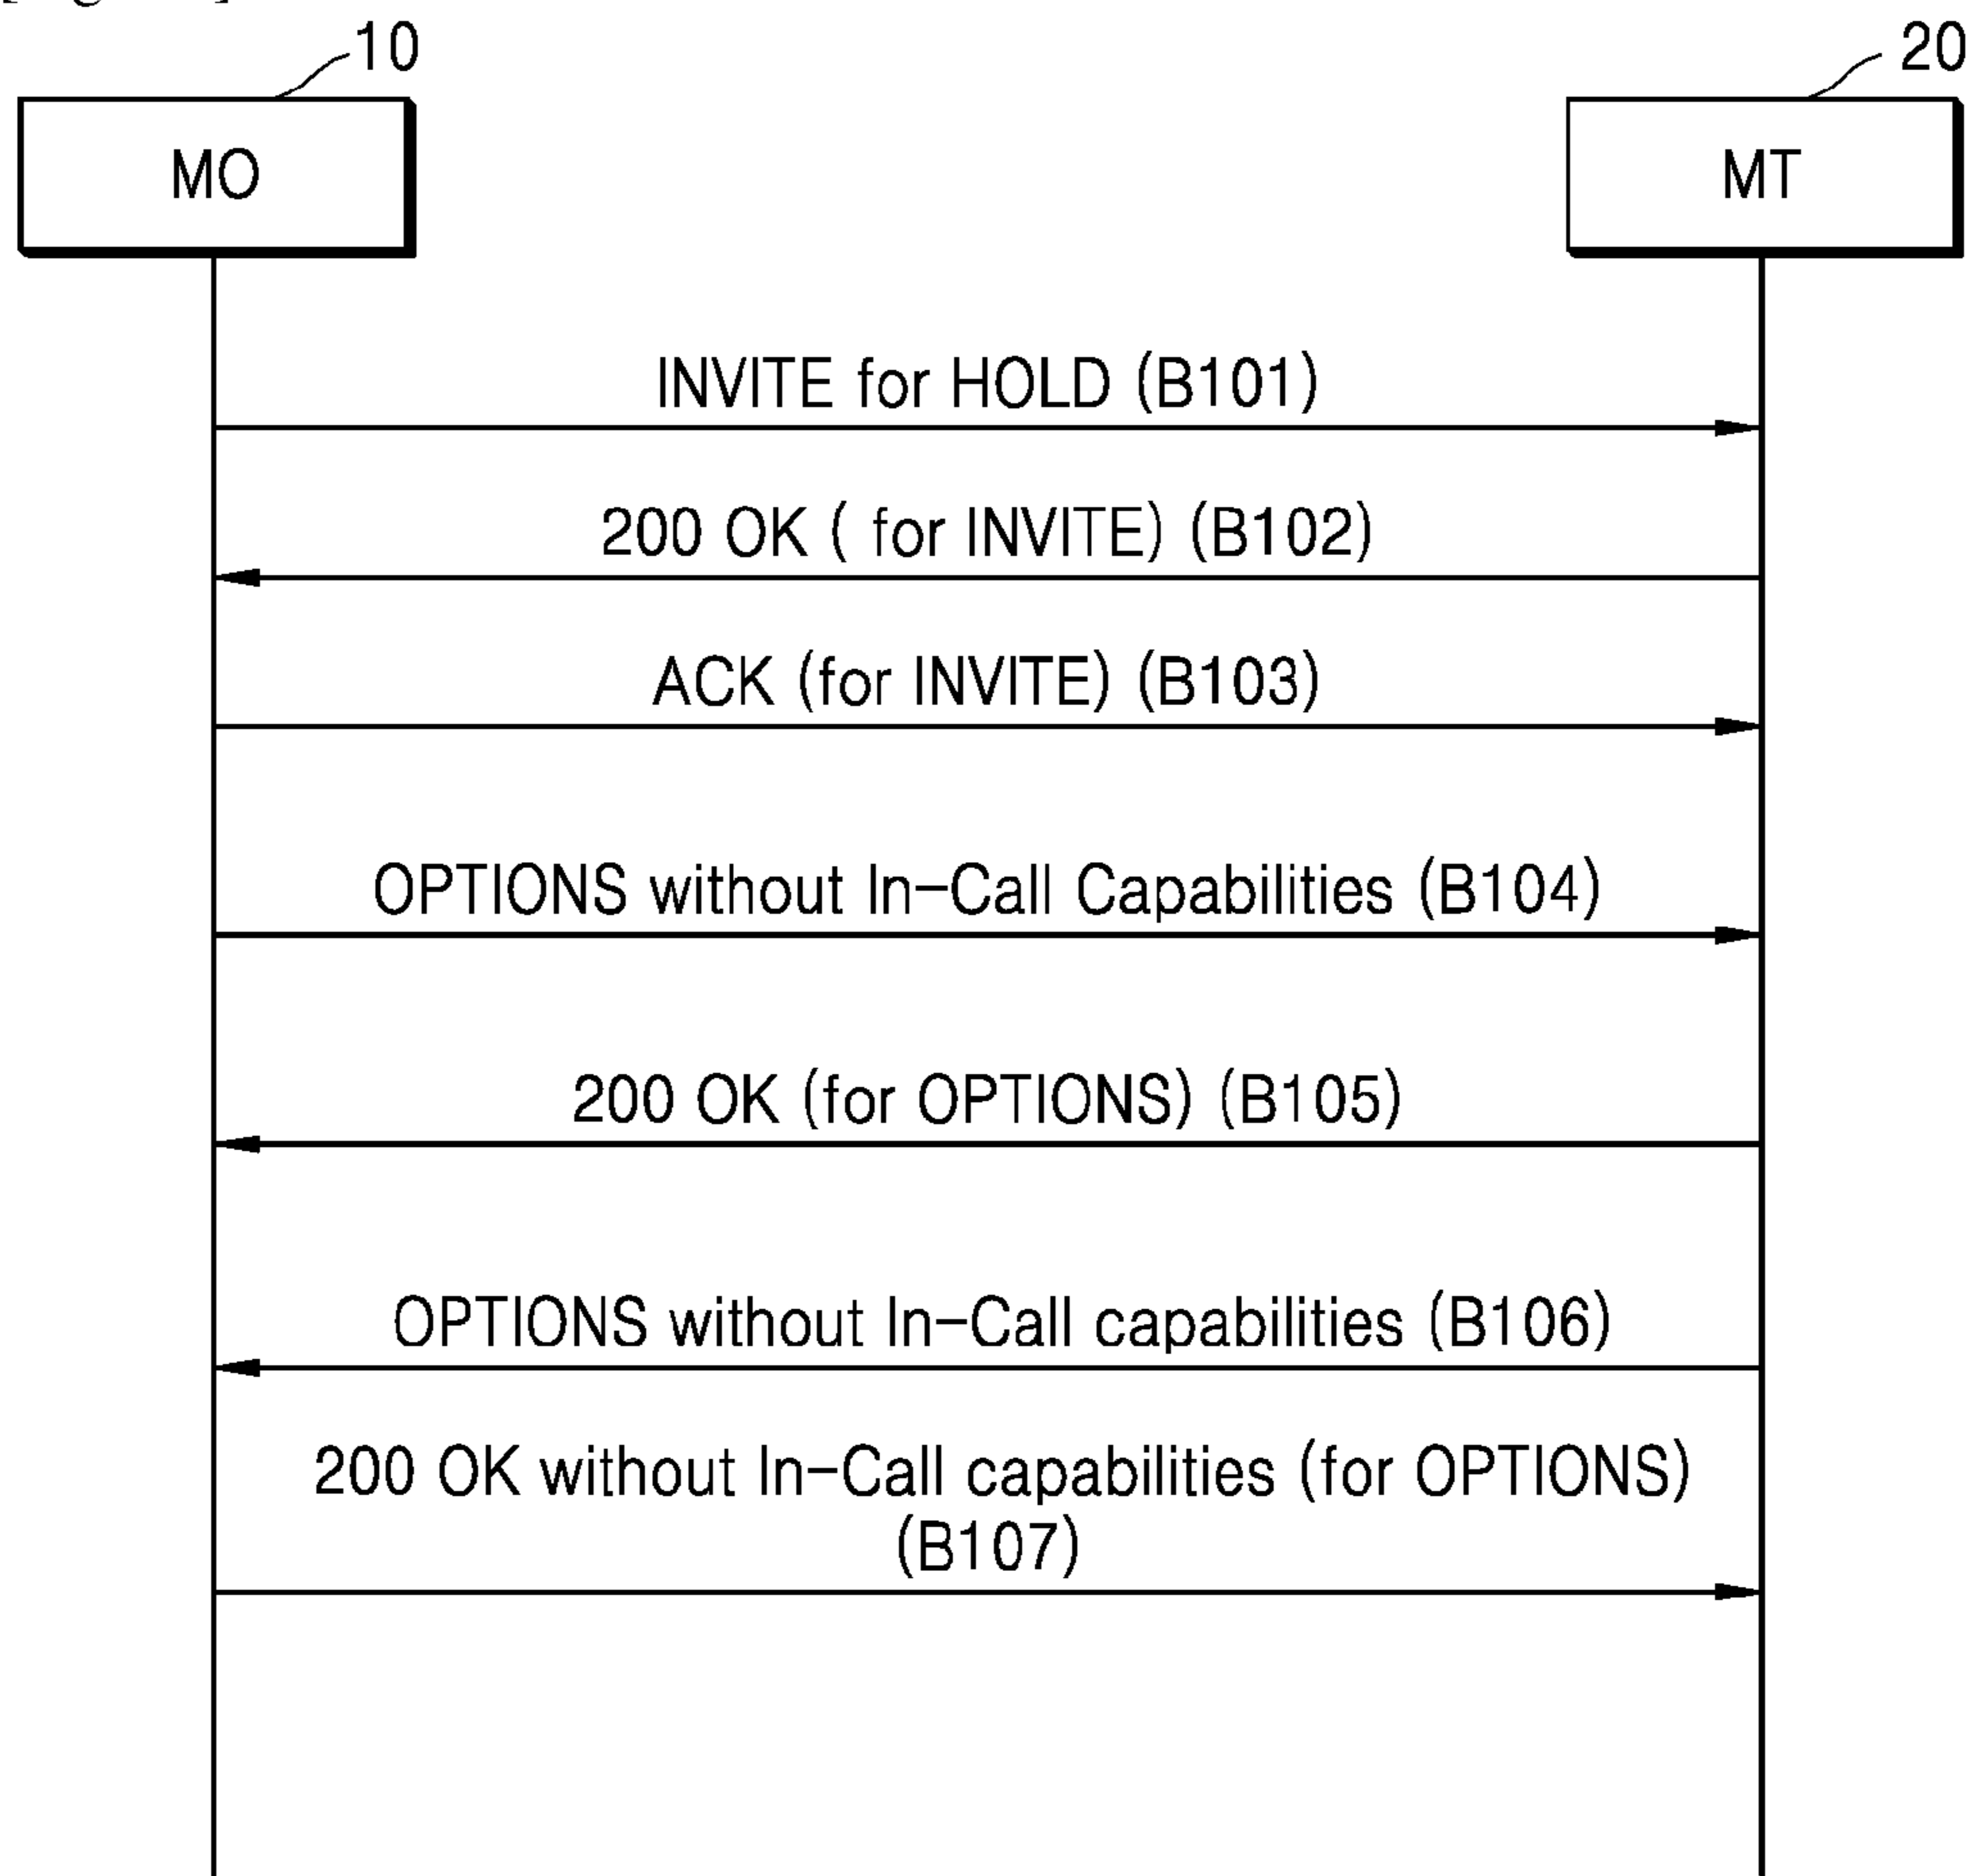 10
20
MO
MT
INVITE for HOLD (B101)
200 OK ( for INVITE) (B102)
ACK (for INVITE) (B103)
OPTIONS without In-Call Capabilities (B104)
200 OK (for OPTIONS) (B105)
OPTIONS without In-Call capabilities (B106)
200 OK without In-Call capabilities (for OPTIONS)
(B107)